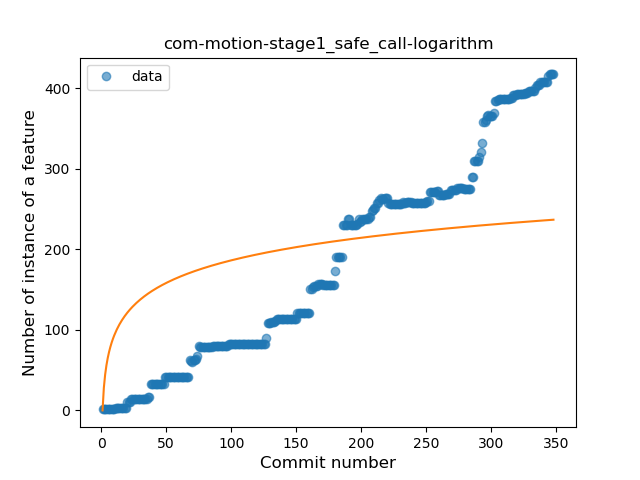 com-motion-stage1_safe_call-logarithm
data
Number of instance of a feature
400
300
200
100
0
0 50 100 150 200 250 300 350
Commit number